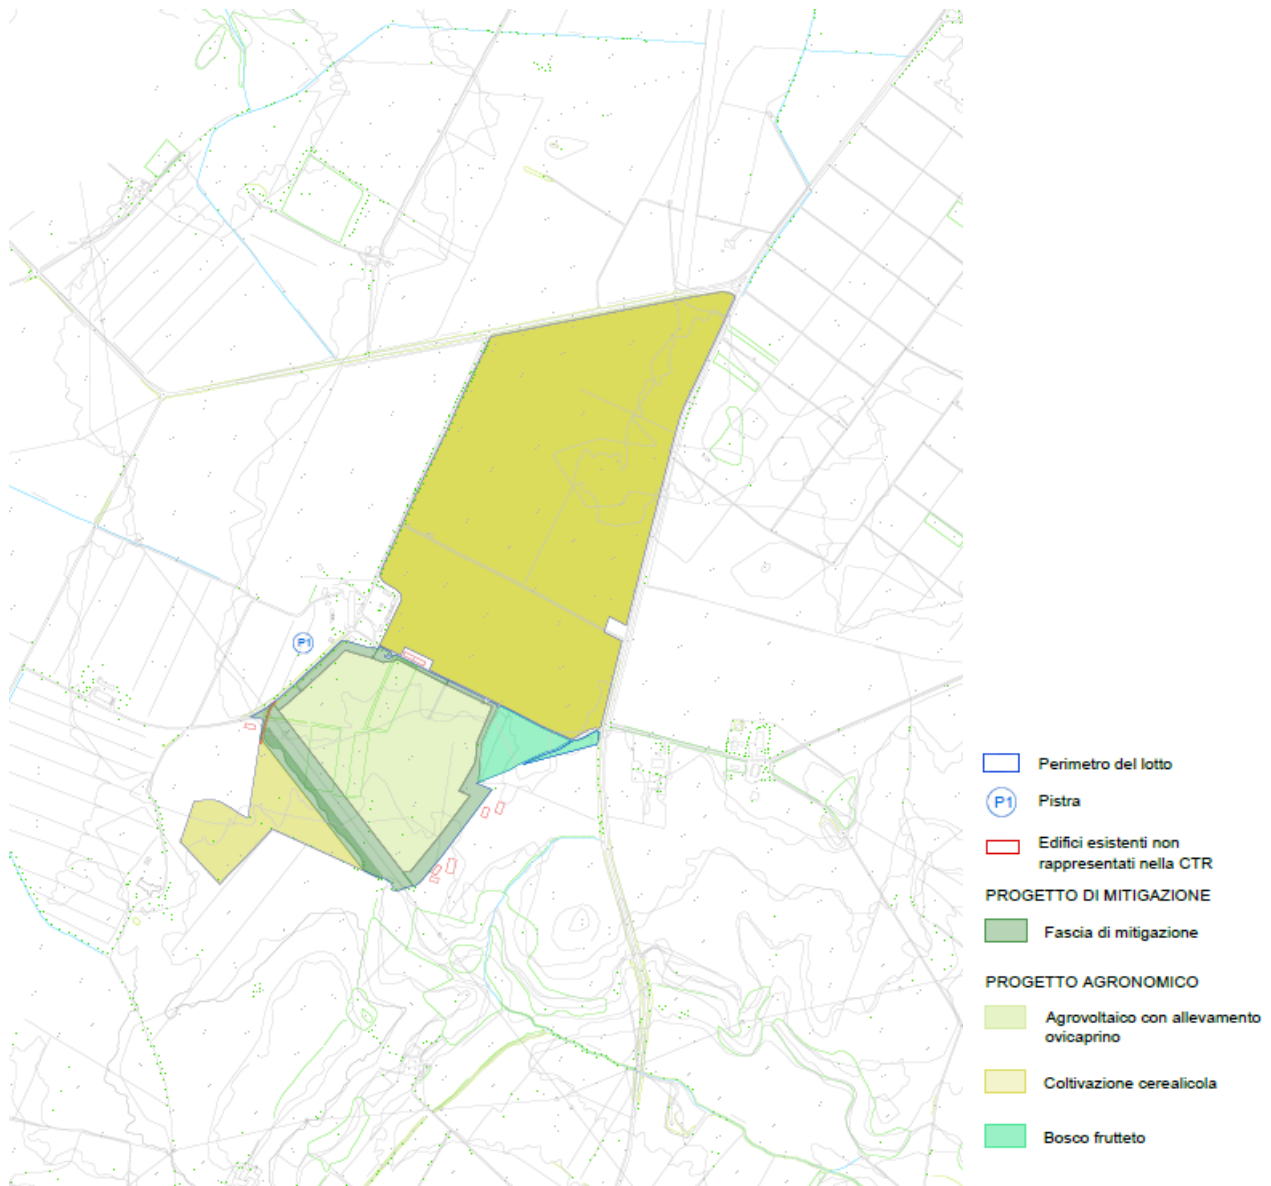 P1
Perimetro del lotto
P1
Pistra
Edifici esistenti non
rappresentati nella CTR
PROGETTO DI MITIGAZIONE
Fascia di mitigazione
PROGETTO AGRONOMICO
Agrovoltaico con allevamento
ovicaprino
Coltivazione cerealicola
Bosco frutteto